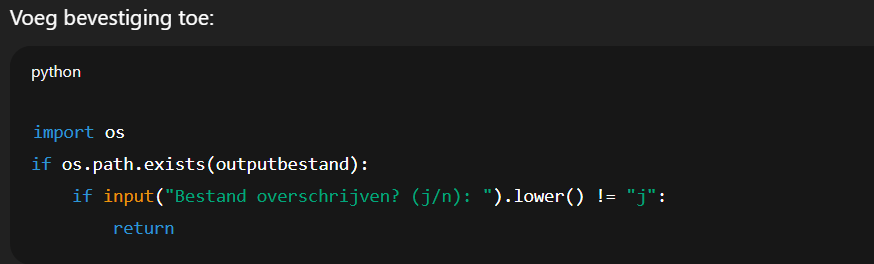 Voeg bevestiging toe:
python
import os
if os.path.exists(outputbestand):
    if input("Bestand overschrijven? (j/n): ").lower() != "j":
        return